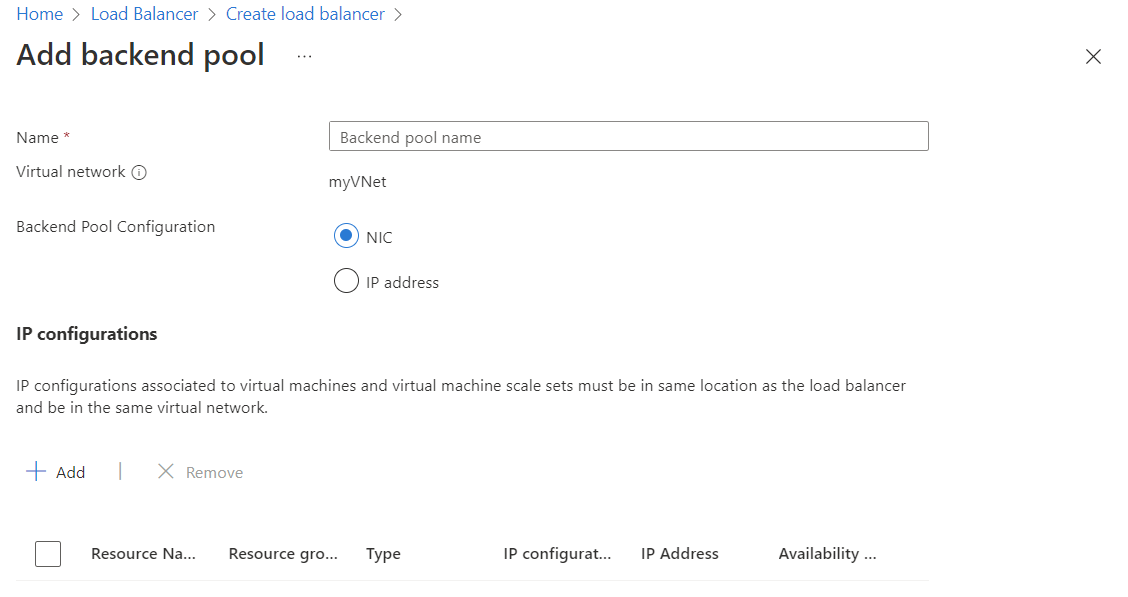 Home > Load Balancer > Create load balancer >
Add backend pool ...
Name *
Backend pool name
Virtual network
myVNet
Backend Pool Configuration
NIC
IP address
IP configurations
IP configurations associated to virtual machines and virtual machine scale sets must be in same location as the load balancer
and be in the same virtual network.
+ Add | × Remove
Resource Na... Resource gro... Type IP configurat... IP Address Availability ...